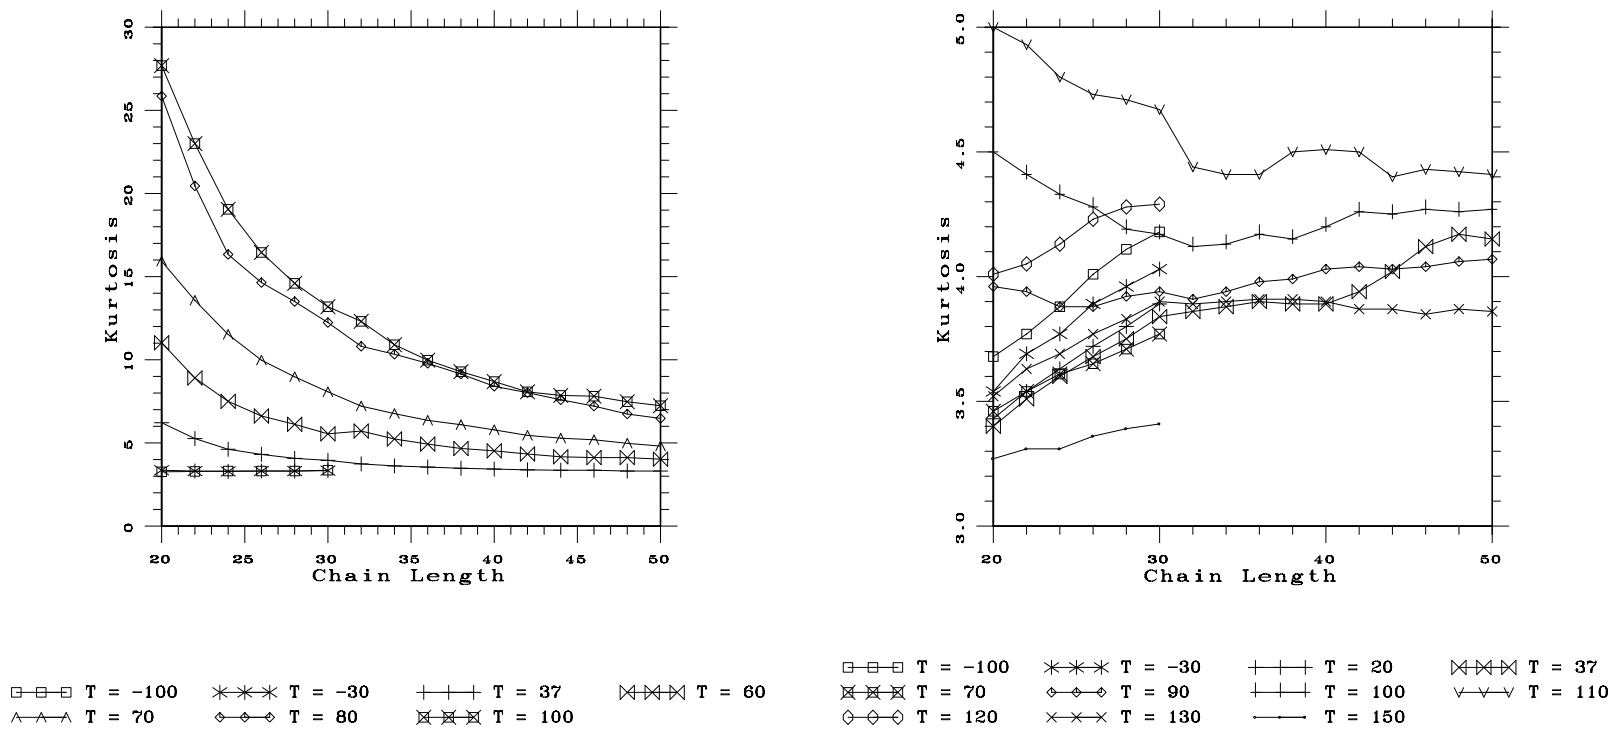 30
25
20
15
10
5
0
Kurtosis
20 25 30 35 40 45 50
Chain Length
T = -100 T = -30 T = 37 T = 60
T = 70 T = 80 T = 100
5.0
4.5
4.0
3.5
3.0
Kurtosis
20 30 40 50
Chain Length
T = -100 T = -30 T = 20 T = 37
T = 70 T = 90 T = 100 T = 110
T = 120 T = 130 T = 150